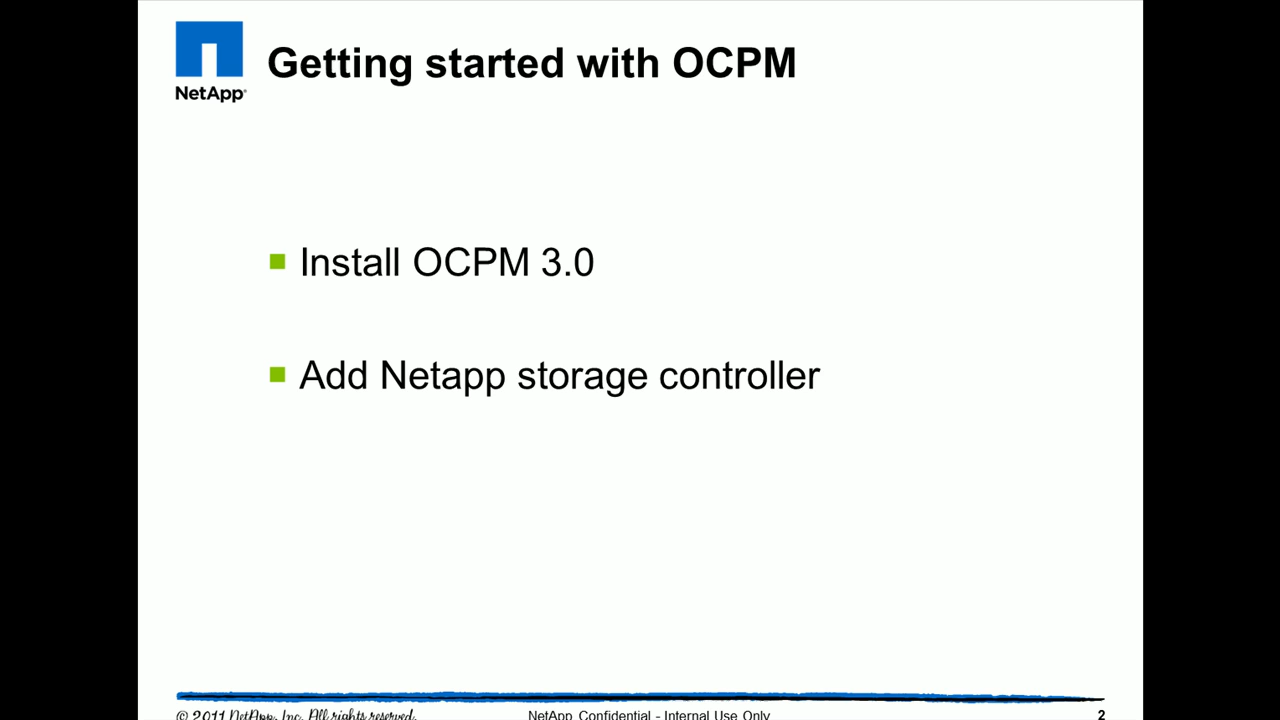 NetApp®
Getting started with OCPM
Install OCPM 3.0
Add Netapp storage controller
© 2011 NetApp, Inc. All rights reserved.
NetApp Confidential - Internal Use Only
2